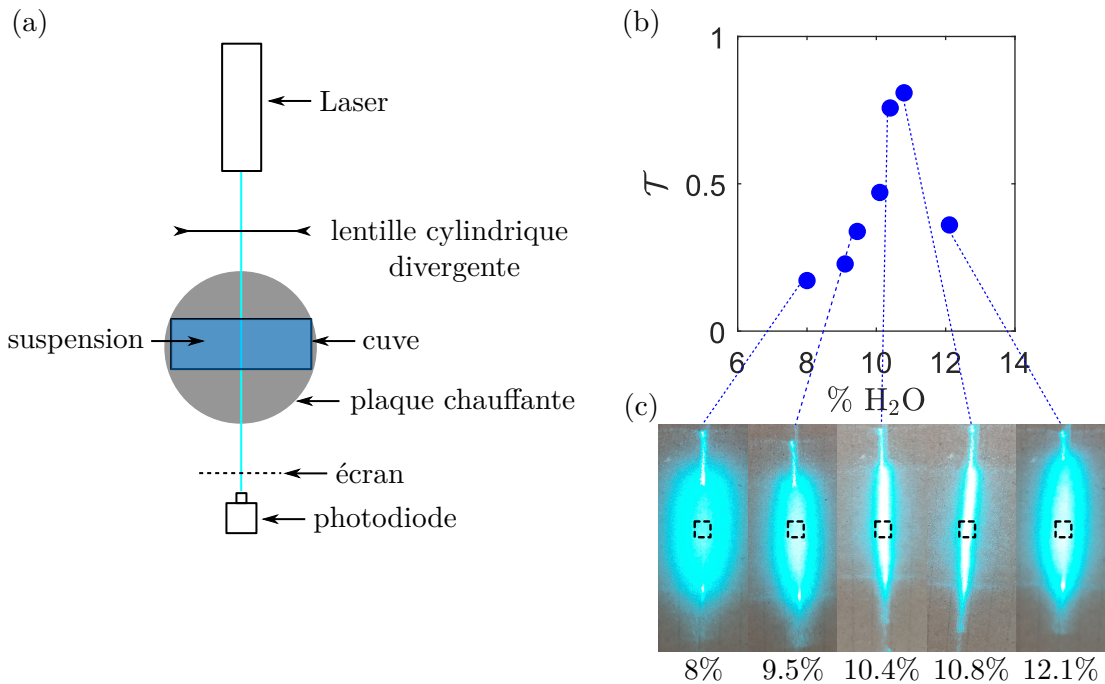 (a)
Laser
lentille cylindrique
divergente
suspension
cuve
plaque chauffante
écran
photodiode
(b)
1
0.5
0
𝒯
6 8 10 12 14
% H₂O
(c)
8% 9.5% 10.4% 10.8% 12.1%